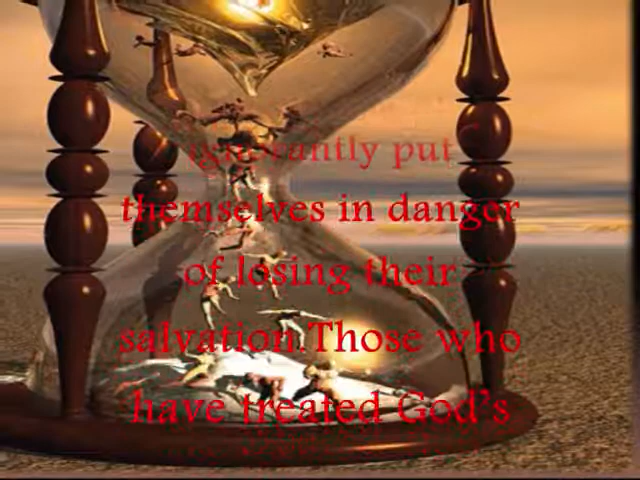 ignorantly put
themselves in danger
of losing their
salvation.Those who
have treated God's